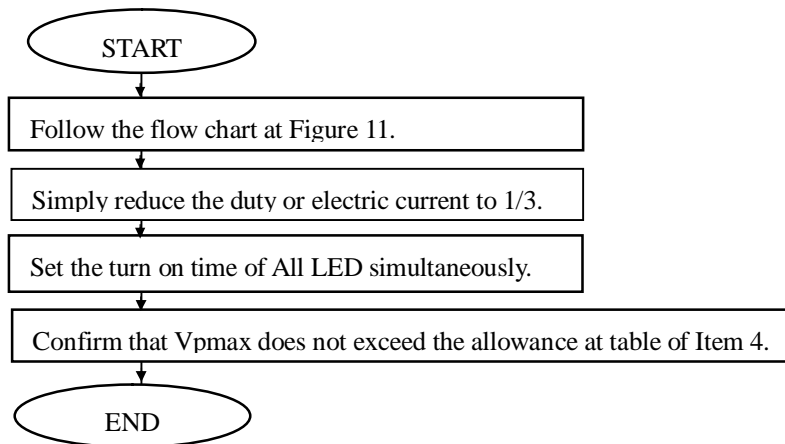 START
Follow the flow chart at Figure 11.
Simply reduce the duty or electric current to 1/3.
Set the turn on time of All LED simultaneously.
Confirm that Vpmax does not exceed the allowance at table of Item 4.
END